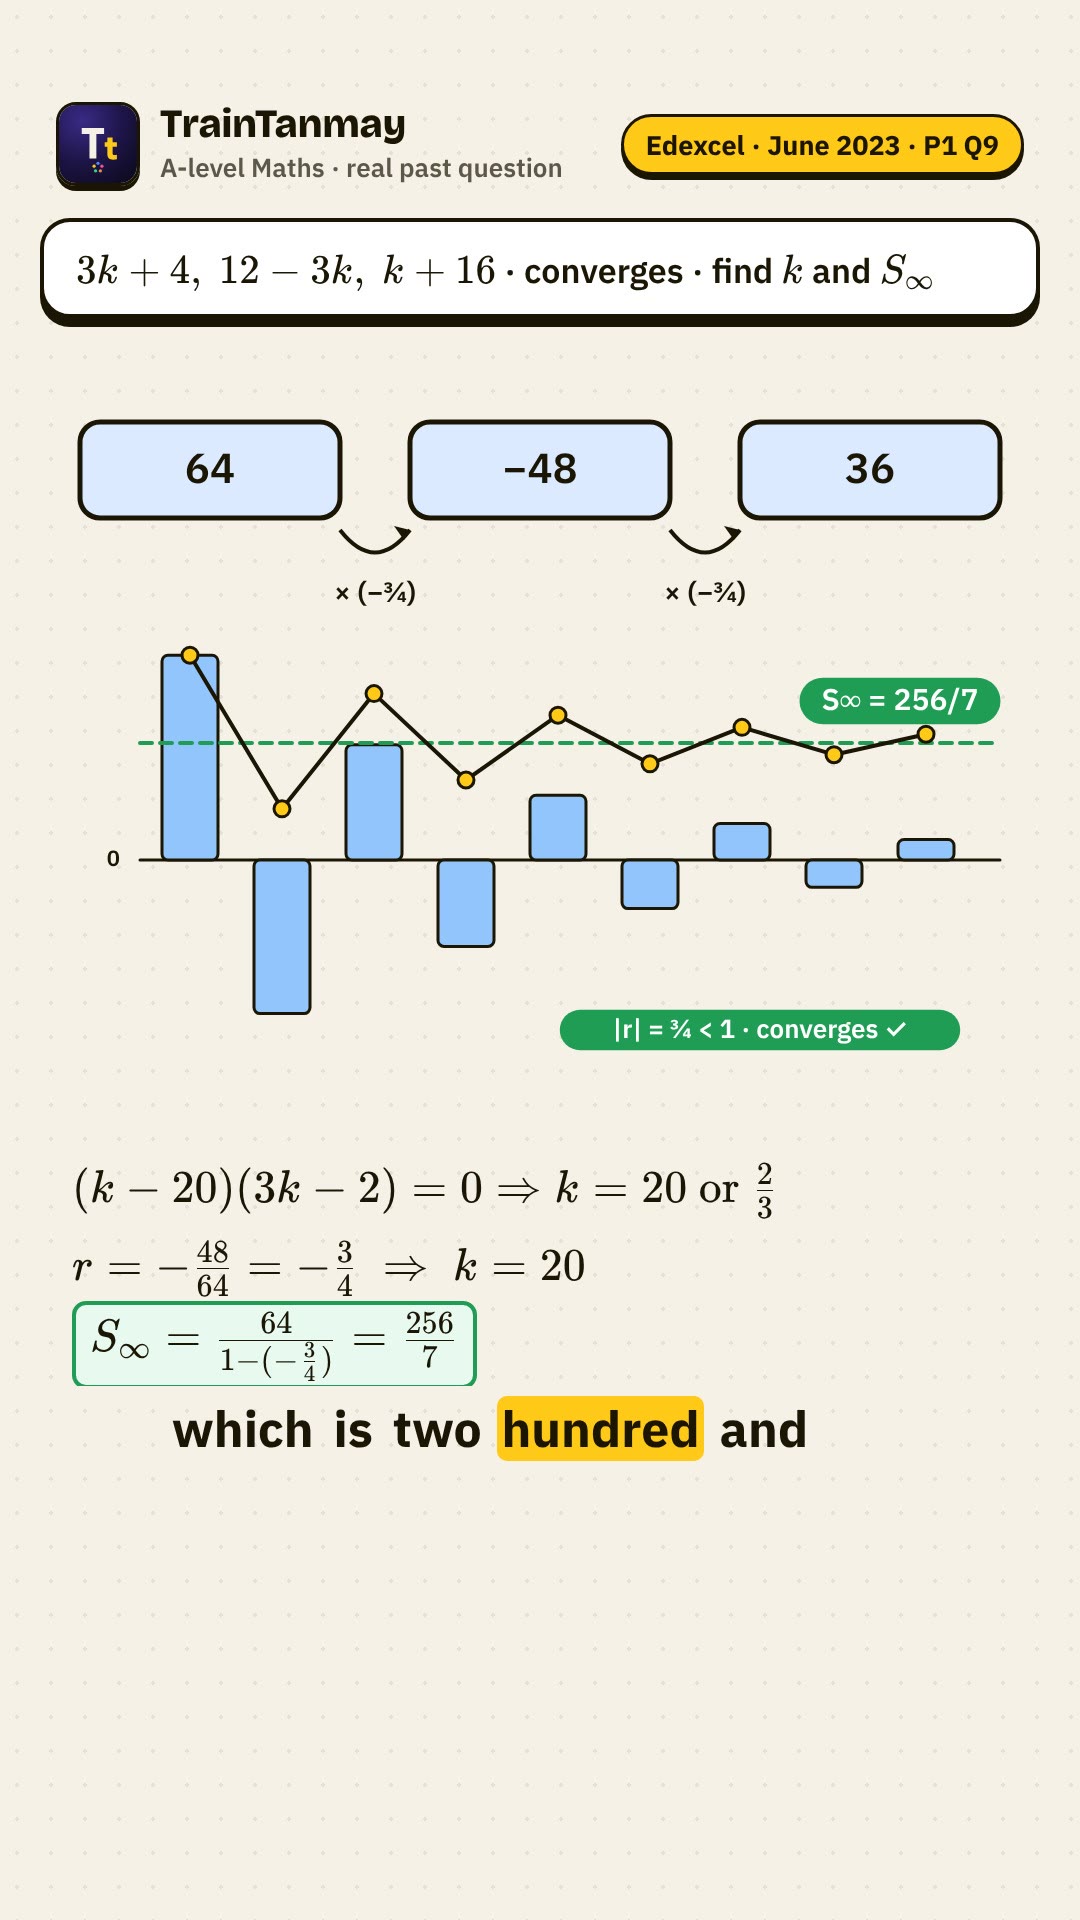 Tt
TrainTanmay
A-level Maths · real past question
Edexcel · June 2023 · P1 Q9
3k + 4, 12 − 3k, k + 16 · converges · find k and S∞
64 −48 36
× (−¾) × (−¾)
S∞ = 256/7
0
|r| = ¾ < 1 · converges ✓
(k − 20)(3k − 2) = 0 ⇒ k = 20 or 2/3
r = −48/64 = −3/4 ⇒ k = 20
S∞ = 64/(1−(−3/4)) = 256/7
which is two hundred and